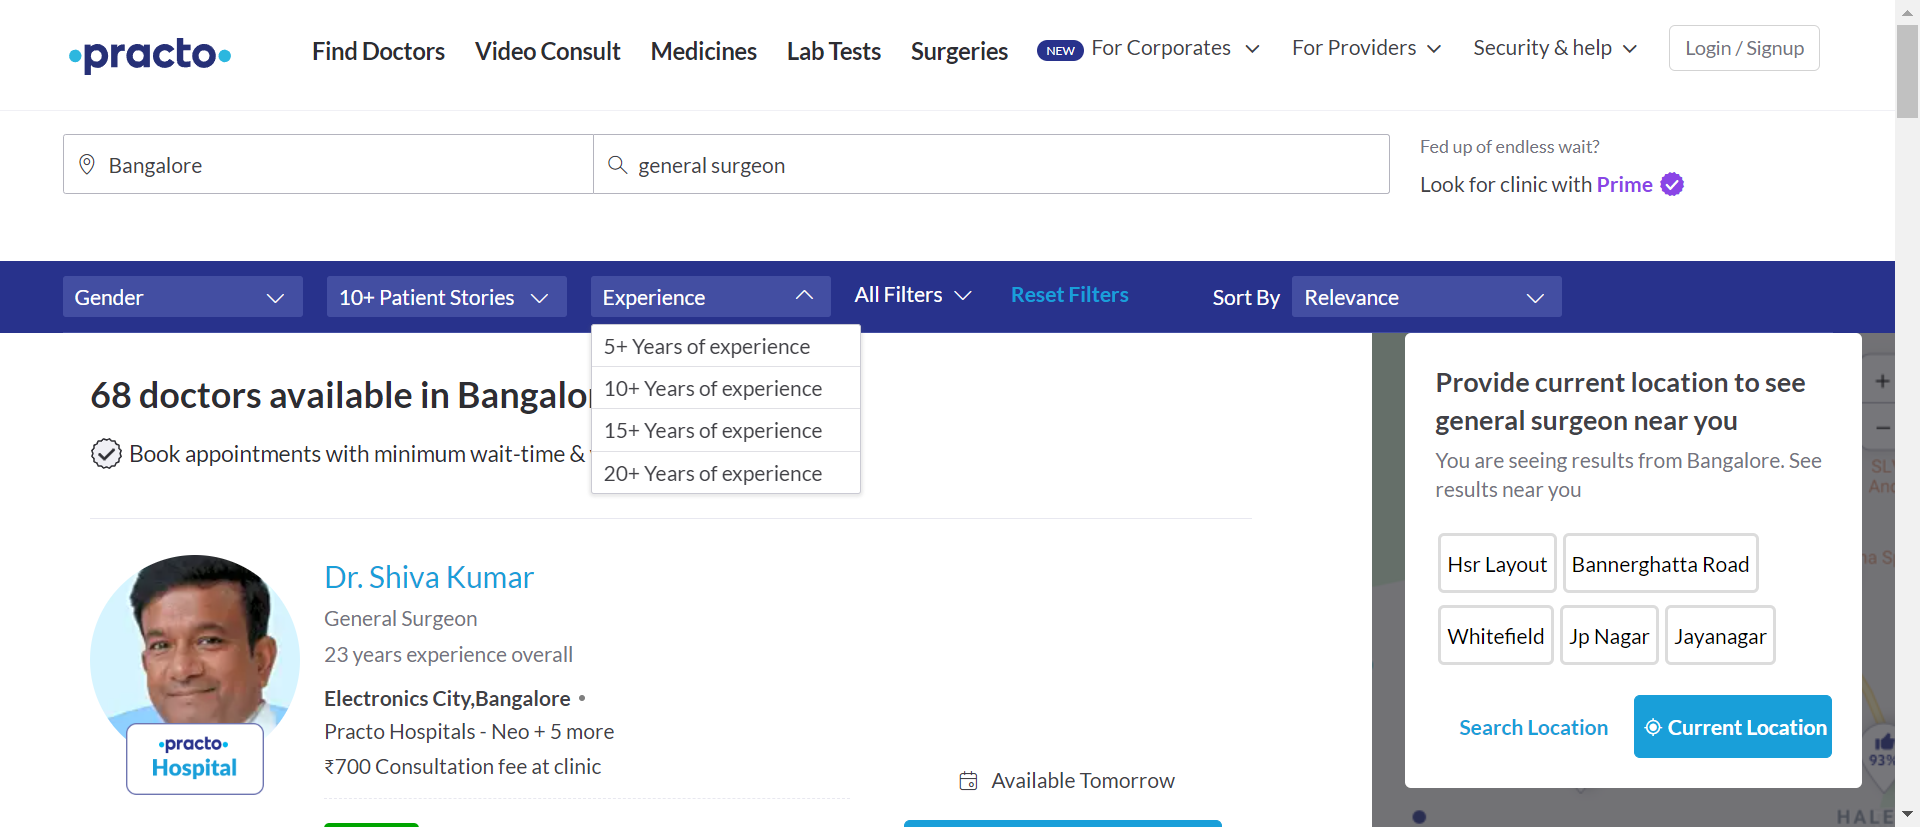 practo
Find Doctors
Video Consult
Medicines
Lab Tests
Surgeries
NEW For Corporates
For Providers
Security & help
Login / Signup
Bangalore
general surgeon
Fed up of endless wait?
Look for clinic with Prime
Gender
10+ Patient Stories
Experience
All Filters
Reset Filters
Sort By
Relevance
5+ Years of experience
10+ Years of experience
15+ Years of experience
20+ Years of experience
68 doctors available in
Book appointments with minimum wait-time &
Dr. Shiva Kumar
General Surgeon
23 years experience overall
Electronics City,Bangalore •
Practo Hospitals - Neo + 5 more
₹700 Consultation fee at clinic
practo
Hospital
Available Tomorrow
Provide current location to see
general surgeon near you
You are seeing results from Bangalore. See
results near you
Hsr Layout
Bannerghatta Road
Whitefield
Jp Nagar
Jayanagar
Search Location
Current Location
+
−
93%